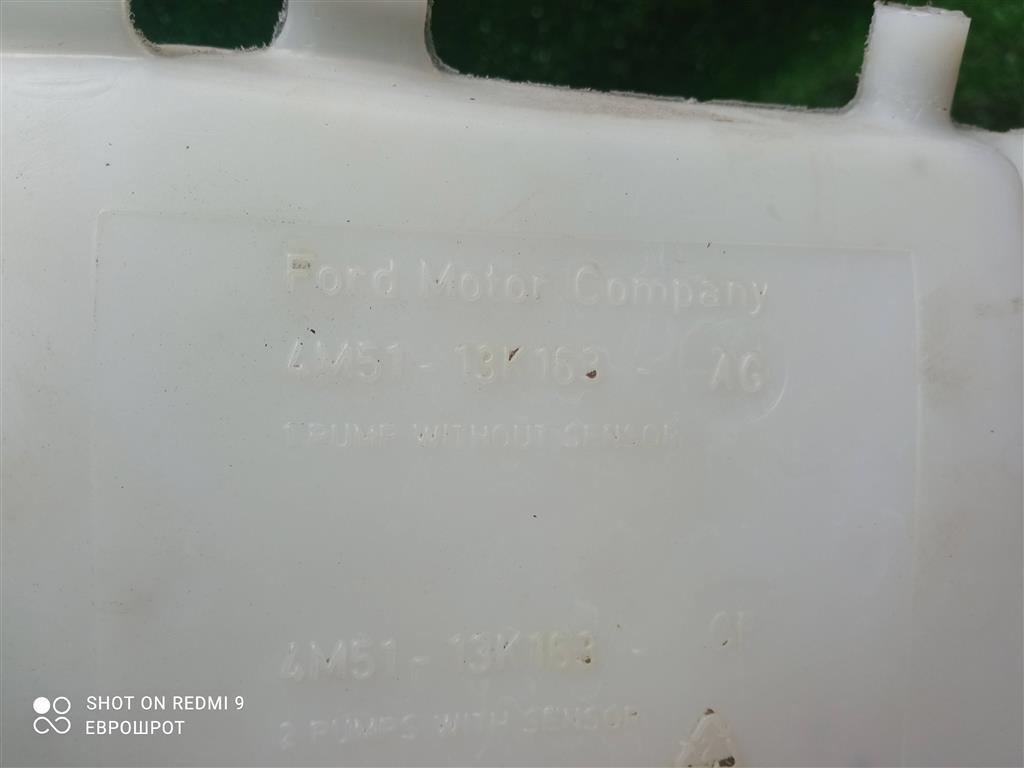 Ford Motor Company
4M51 - 13K163 - AG
1 PUMP WITHOUT SENSOR
4M51 - 13K163 -
2 PUMPS WITH SENSOR
SHOT ON REDMI 9
ЕВРОШРОТ